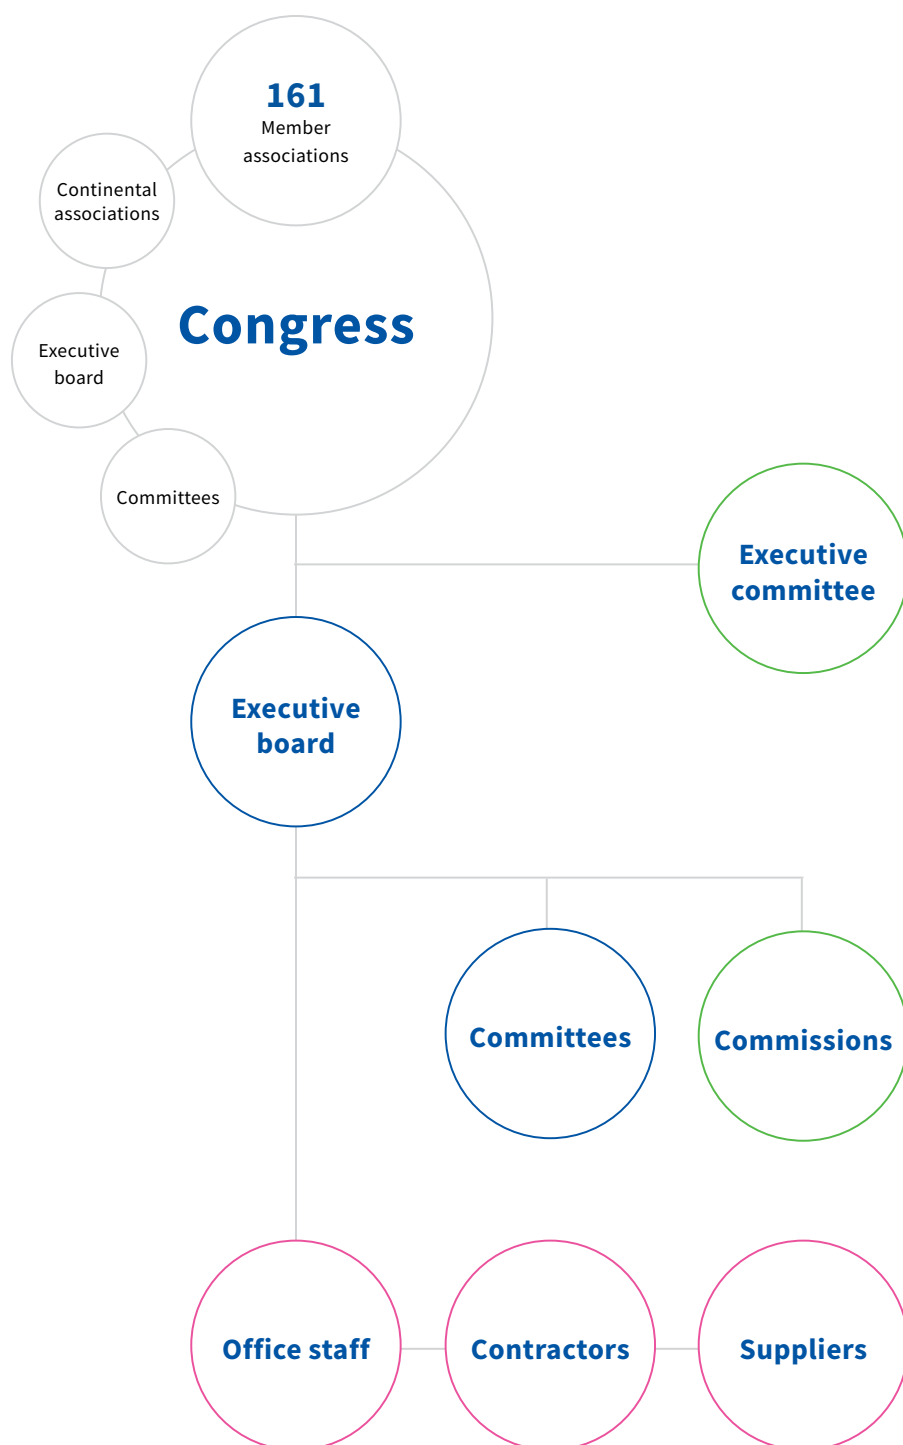 161
Member
associations
Continental
associations
Congress
Executive
board
Committees
Executive
committee
Executive
board
Committees
Commissions
Office staff
Contractors
Suppliers